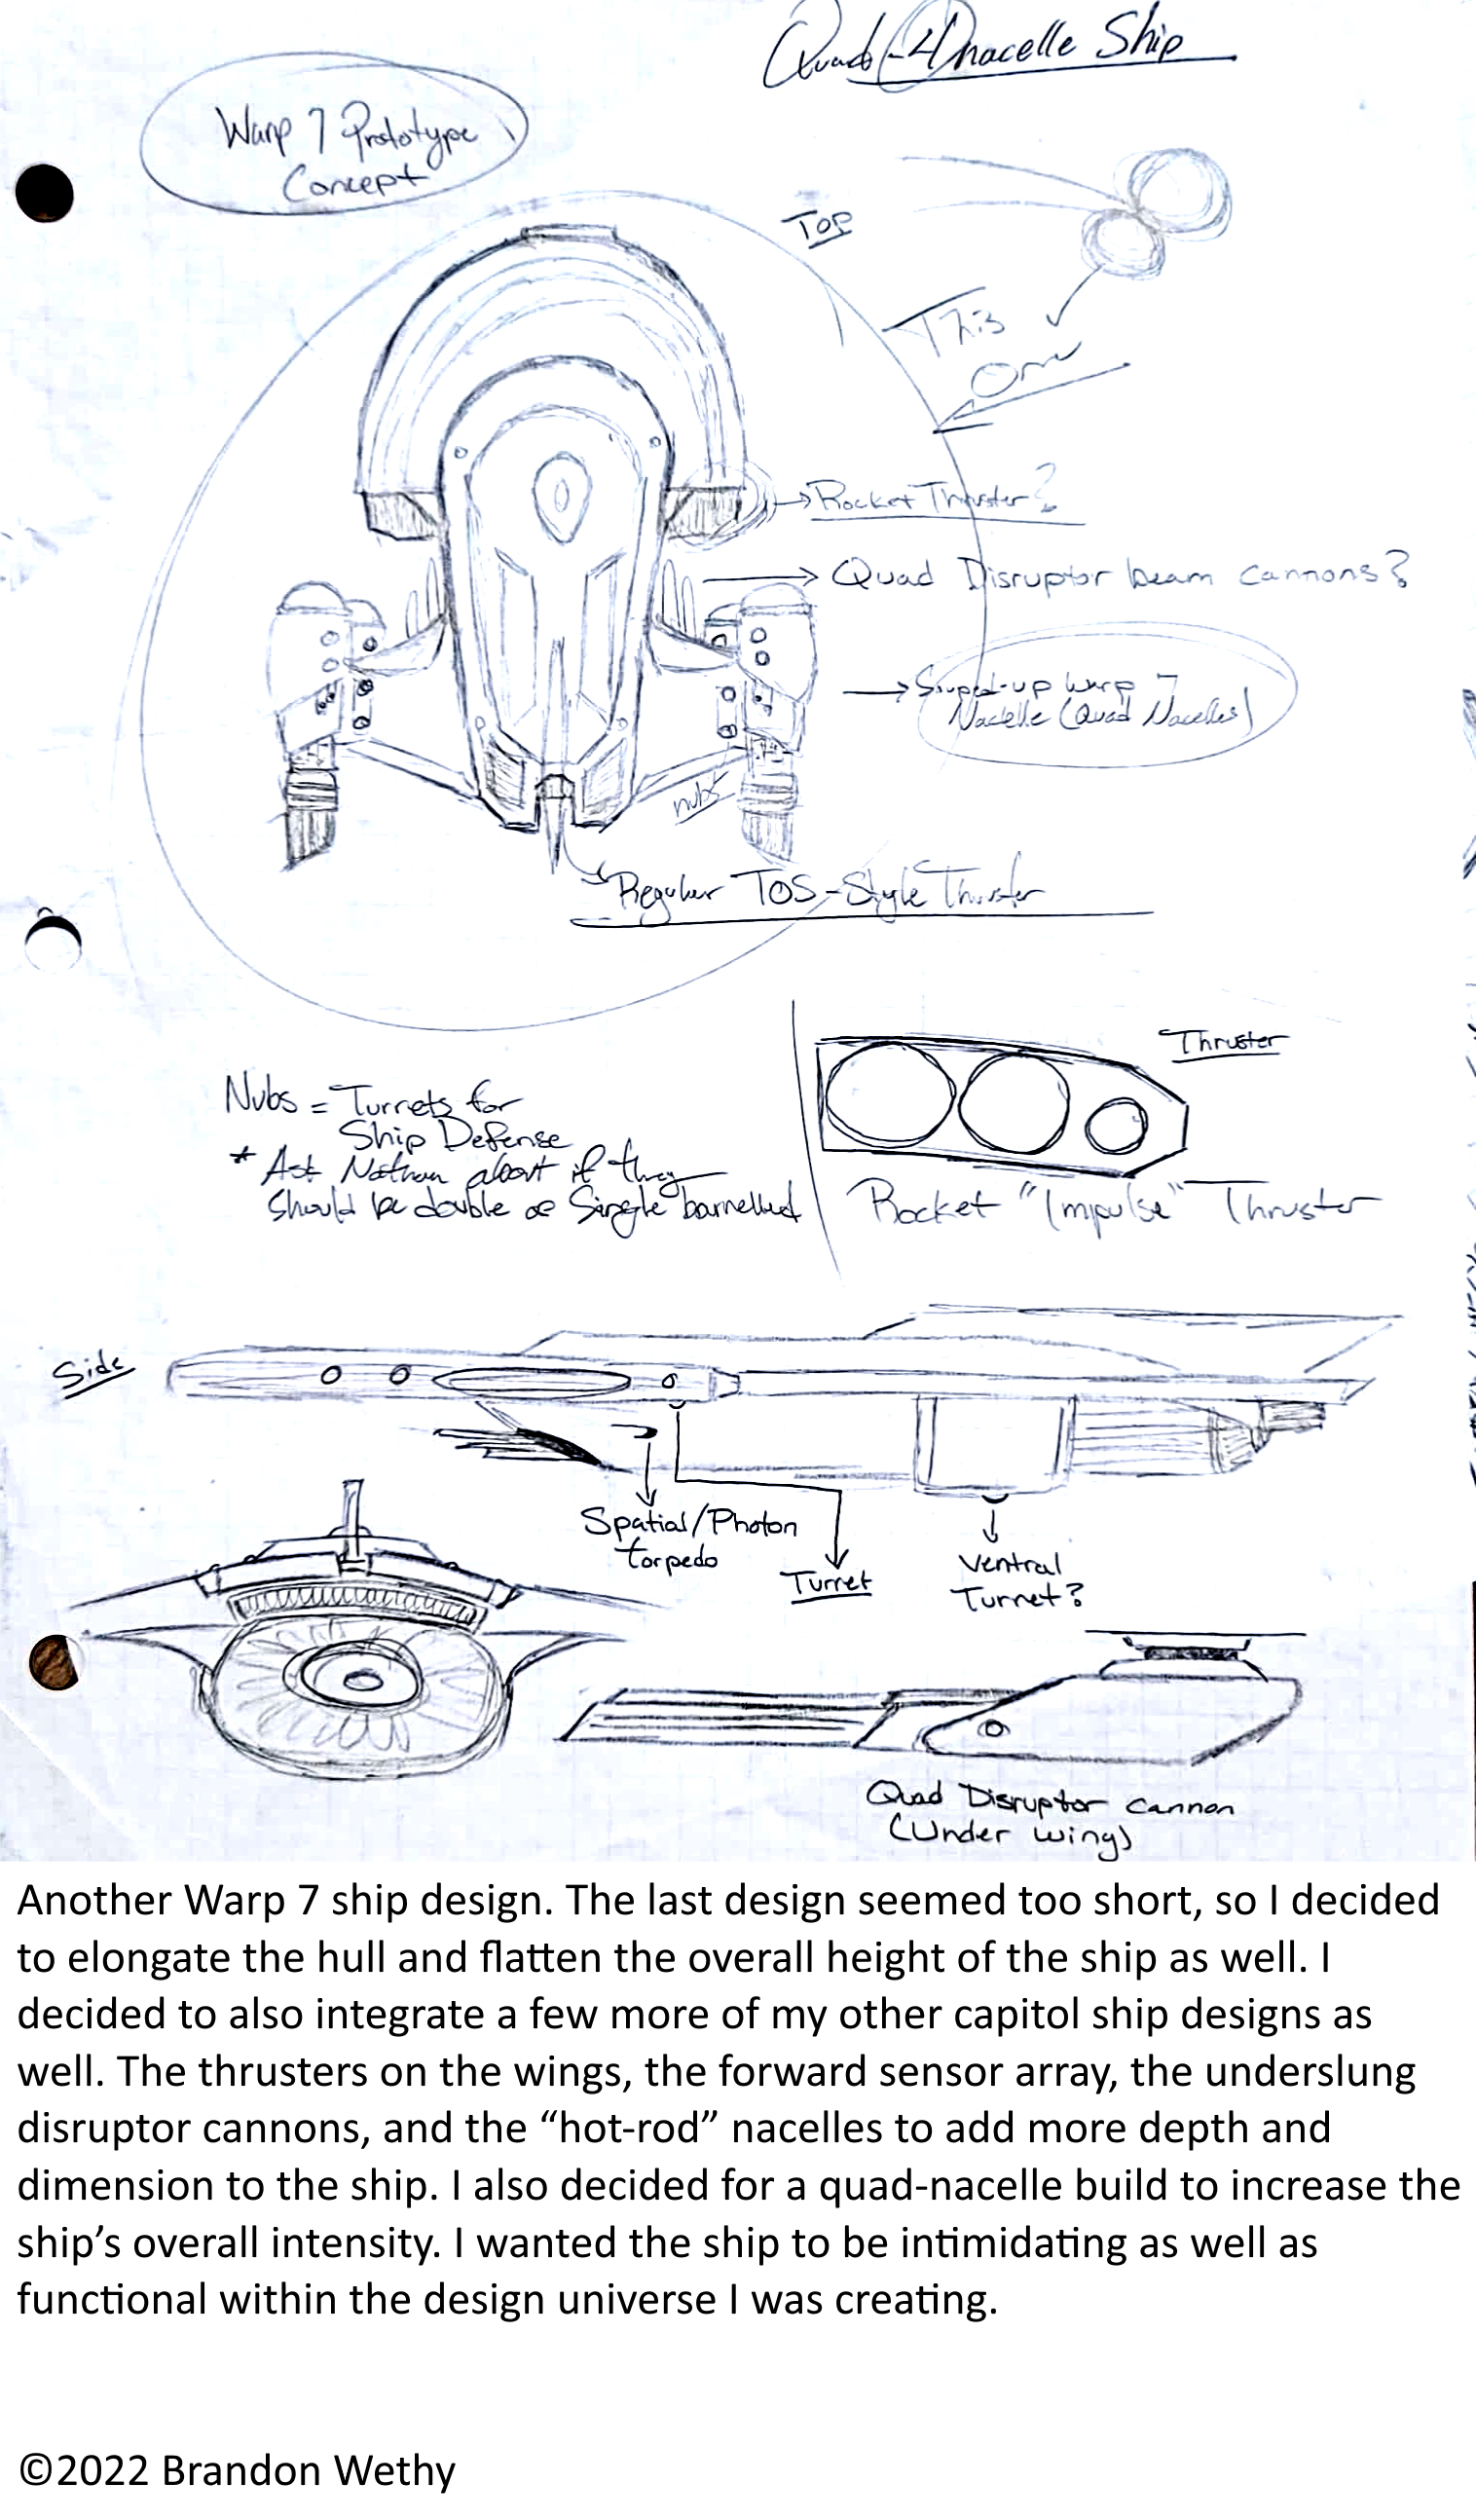 Quad (-4) nacelle Ship
Warp 7 Prototype
Concept
Top
This
One
Rocket Thruster?
Quad Disruptor beam cannons?
Souped-up Warp 7
Nacelle (Quad Nacelles)
nubs
Regular TOS-Style Thruster
Thruster
Nubs = Turrets for
Ship Defense
* Ask Nathan about if they
should be double or Single barrelled
Rocket "Impulse" Thruster
Side
Spatial/Photon
torpedo
Turret
Ventral
Turret?
Quad Disruptor cannon
(Under wing)
Another Warp 7 ship design. The last design seemed too short, so I decided
to elongate the hull and flatten the overall height of the ship as well. I
decided to also integrate a few more of my other capitol ship designs as
well. The thrusters on the wings, the forward sensor array, the underslung
disruptor cannons, and the “hot-rod” nacelles to add more depth and
dimension to the ship. I also decided for a quad-nacelle build to increase the
ship’s overall intensity. I wanted the ship to be intimidating as well as
functional within the design universe I was creating.
©2022 Brandon Wethy